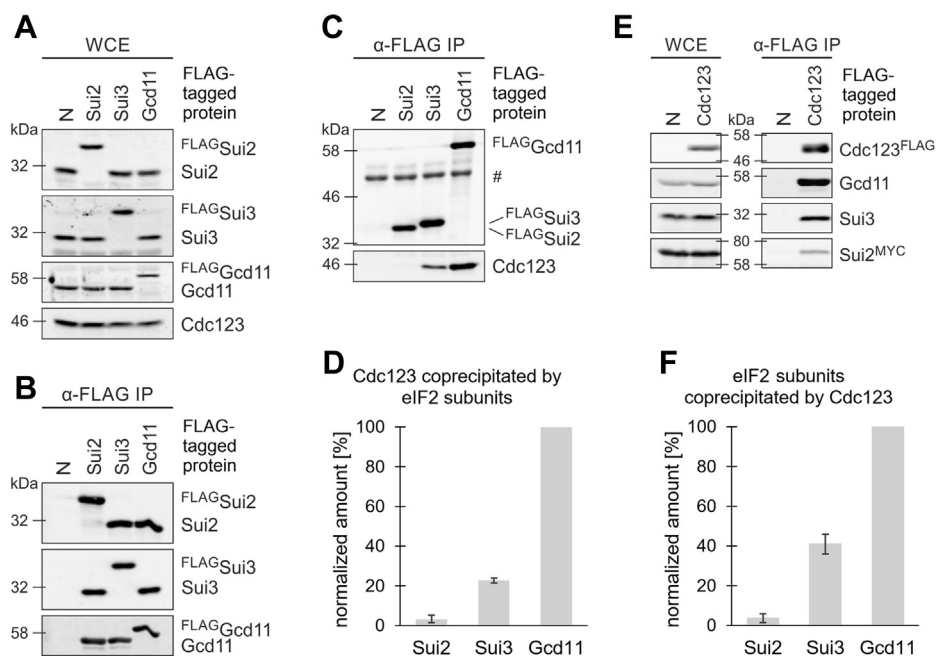 A
WCE
N
Sui2
Sui3
Gcd11
FLAG-
tagged
protein
kDa
32
FLAGSui2
Sui2
32
FLAGSui3
Sui3
58
FLAGGcd11
Gcd11
46
Cdc123
B
α-FLAG IP
N
Sui2
Sui3
Gcd11
FLAG-
tagged
protein
kDa
32
FLAGSui2
Sui2
32
FLAGSui3
Sui3
58
FLAGGcd11
Gcd11
C
α-FLAG IP
N
Sui2
Sui3
Gcd11
FLAG-
tagged
protein
kDa
58
46
32
FLAGGcd11
#
FLAGSui3
FLAGSui2
46
Cdc123
D
Cdc123 coprecipitated by
eIF2 subunits
normalized amount [%]
100
80
60
40
20
0
Sui2 Sui3 Gcd11
E
WCE
α-FLAG IP
N
Cdc123
kDa
N
Cdc123
FLAG-
tagged
protein
58
46
Cdc123FLAG
58
Gcd11
32
Sui3
80
58
Sui2MYC
F
eIF2 subunits
coprecipitated by Cdc123
normalized amount [%]
100
80
60
40
20
0
Sui2 Sui3 Gcd11